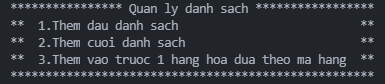 *************** Quan ly danh sach ****************
**  1.Them dau danh sach                        **
**  2.Them cuoi danh sach                       **
**  3.Them vao truoc 1 hang hoa dua theo ma hang  **
**************************************************